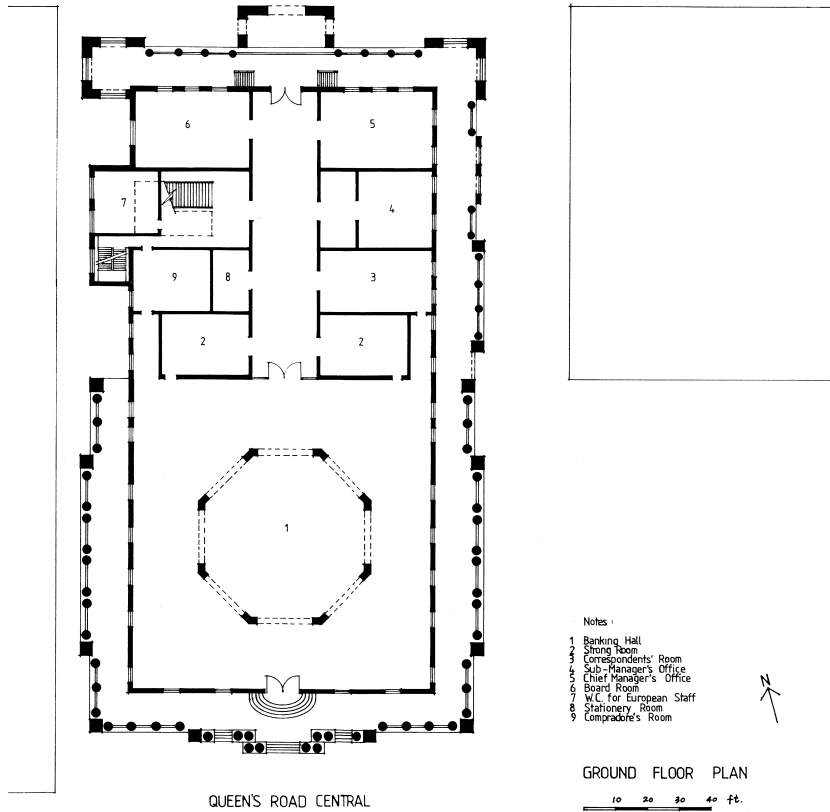 6
5
7
4
9
8
3
2
2
1
Notes :
1 Banking Hall
2 Strong Room
3 Correspondents' Room
4 Sub-Manager's Office
5 Chief Manager's Office
6 Board Room
7 W.C. for European Staff
8 Stationery Room
9 Compradore's Room
N
GROUND FLOOR PLAN
10 20 30 40 ft.
QUEEN'S ROAD CENTRAL